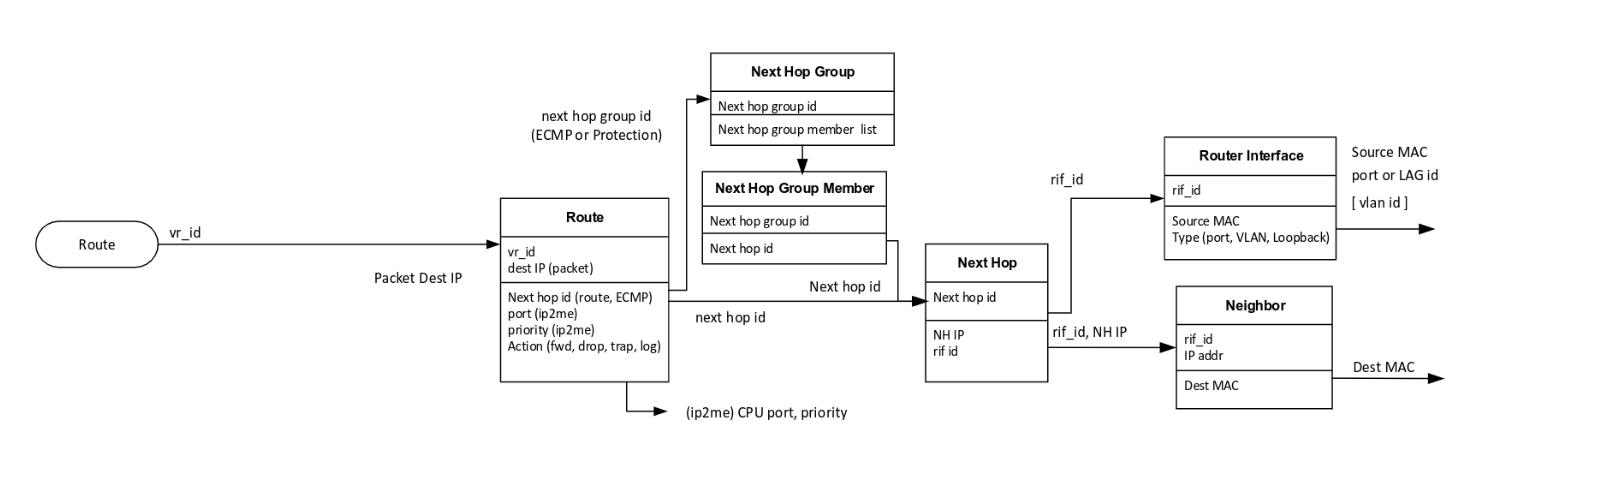 Route
vr_id
Packet Dest IP
Route
vr_id
dest IP (packet)
Next hop id (route, ECMP)
port (ip2me)
priority (ip2me)
Action (fwd, drop, trap, log)
(ip2me) CPU port, priority
next hop group id
(ECMP or Protection)
Next Hop Group
Next hop group id
Next hop group member list
Next Hop Group Member
Next hop group id
Next hop id
Next hop id
next hop id
Next Hop
Next hop id
NH IP
rif id
rif_id
Router Interface
rif_id
Source MAC
Type (port, VLAN, Loopback)
Source MAC
port or LAG id
[ vlan id ]
rif_id, NH IP
Neighbor
rif_id
IP addr
Dest MAC
Dest MAC